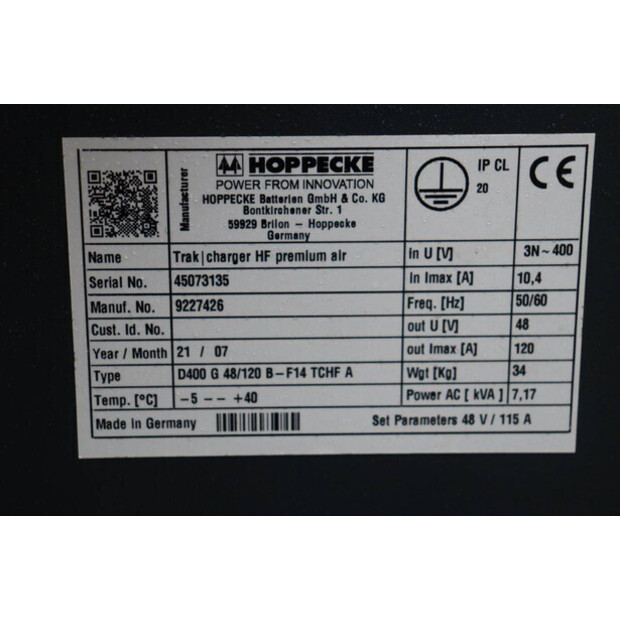 Manufacturer
HOPPECKE
POWER FROM INNOVATION
HOPPECKE Batterien GmbH & Co. KG
Bontkirchener Str. 1
59929 Brilon - Hoppecke
Germany
IP CL
20
CE
Name Trak|charger HF premium air in U [V] 3N~400
Serial No. 45073135 in Imax [A] 10,4
Manuf. No. 9227426 Freq. [Hz] 50/60
Cust. Id. No. out U [V] 48
Year / Month 21 / 07 out Imax [A] 120
Type D400 G 48/120 B-F14 TCHF A Wgt [Kg] 34
Temp. [°C] -5 -- +40 Power AC [ kVA ] 7,17
Made in Germany Set Parameters 48 V / 115 A